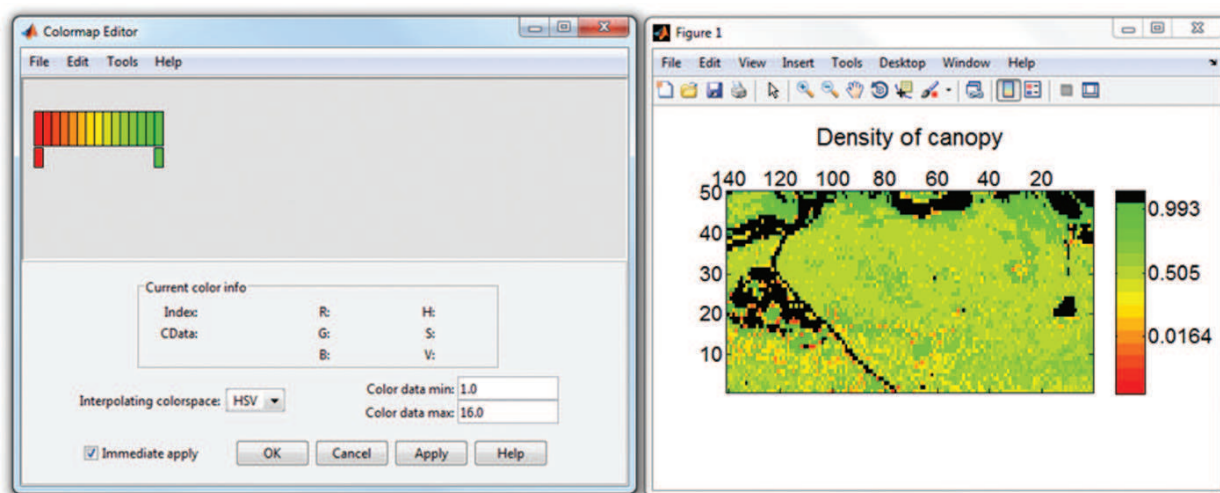 Colormap Editor
File Edit Tools Help
Current color info
Index: R: H:
CData: G: S:
B: V:
Interpolating colorspace: HSV
Color data min: 1.0
Color data max: 16.0
Immediate apply OK Cancel Apply Help
Figure 1
File Edit View Insert Tools Desktop Window Help
Density of canopy
140 120 100 80 60 40 20
50
40
30
20
10
0.993
0.505
0.0164